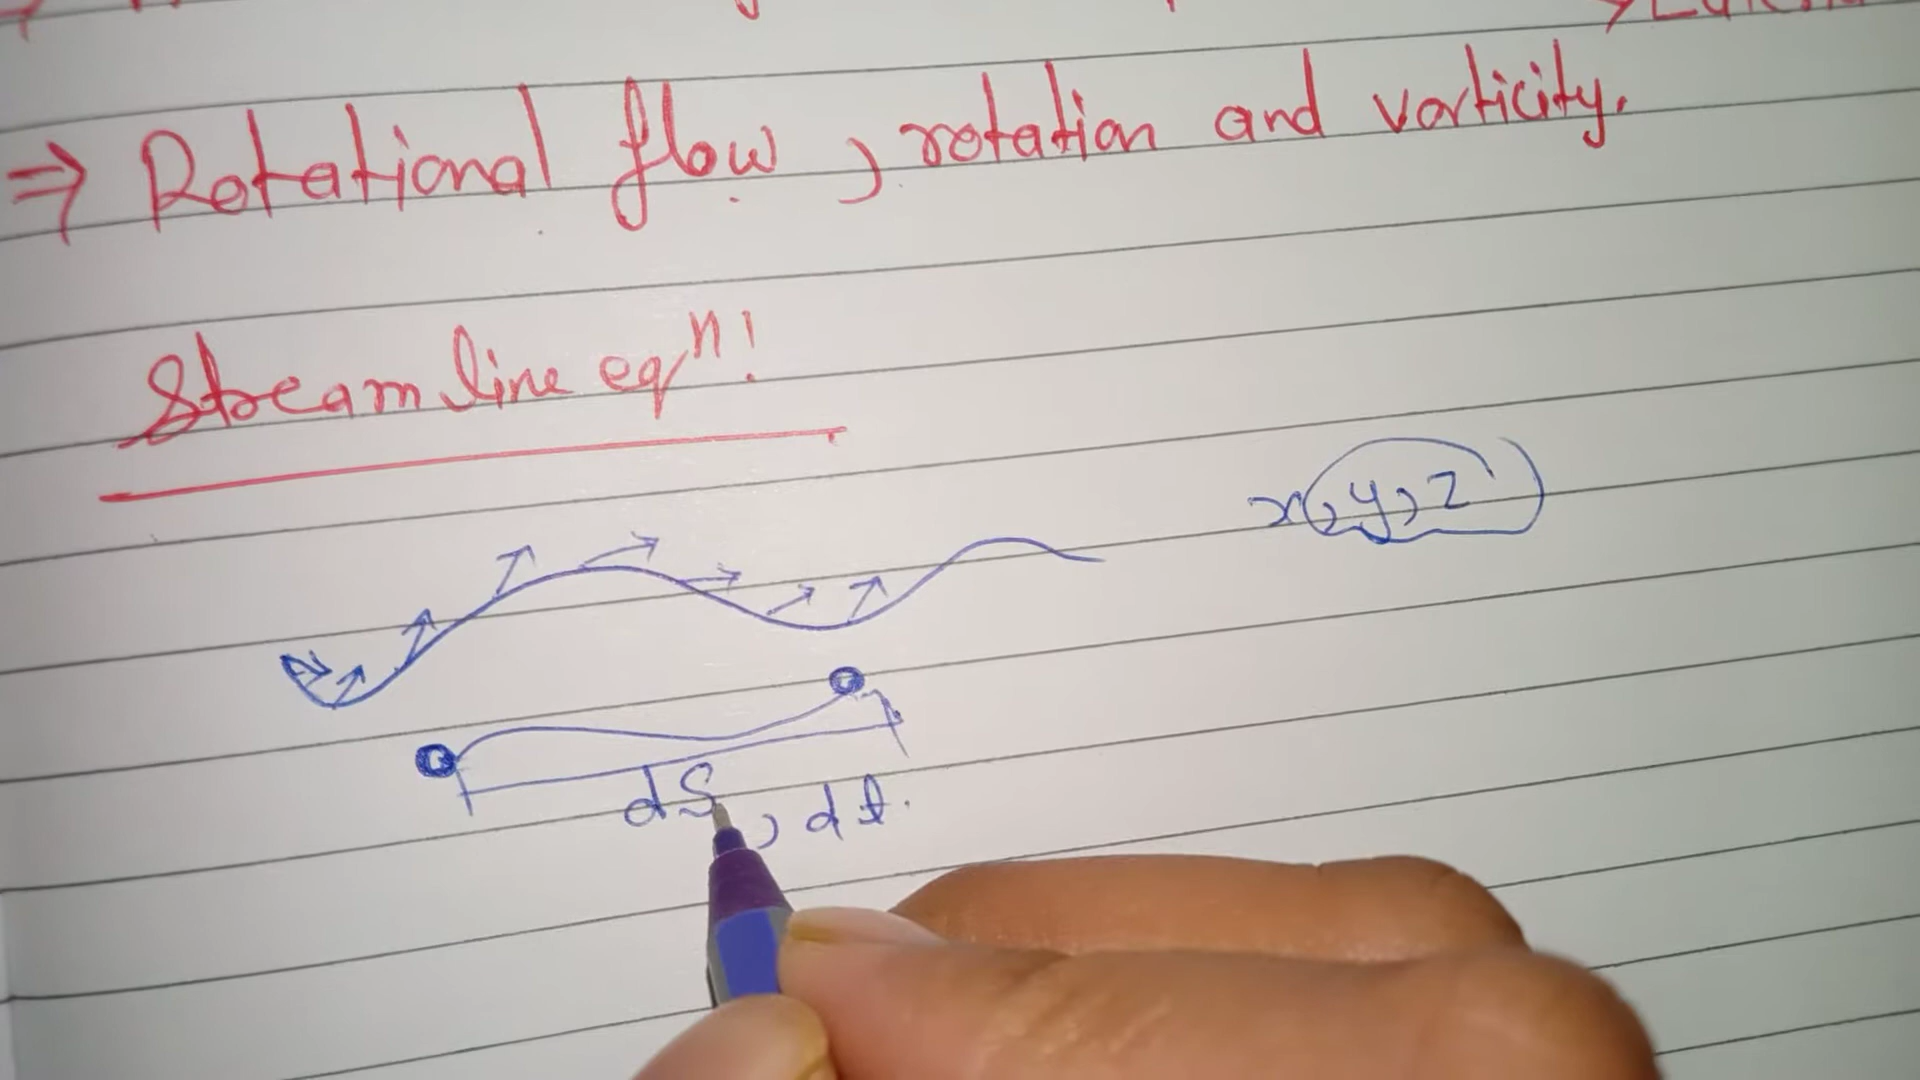 ⇒ Rotational flow, rotation and vorticity.
Stream line eqⁿ:
x, y, z
dS, dt.